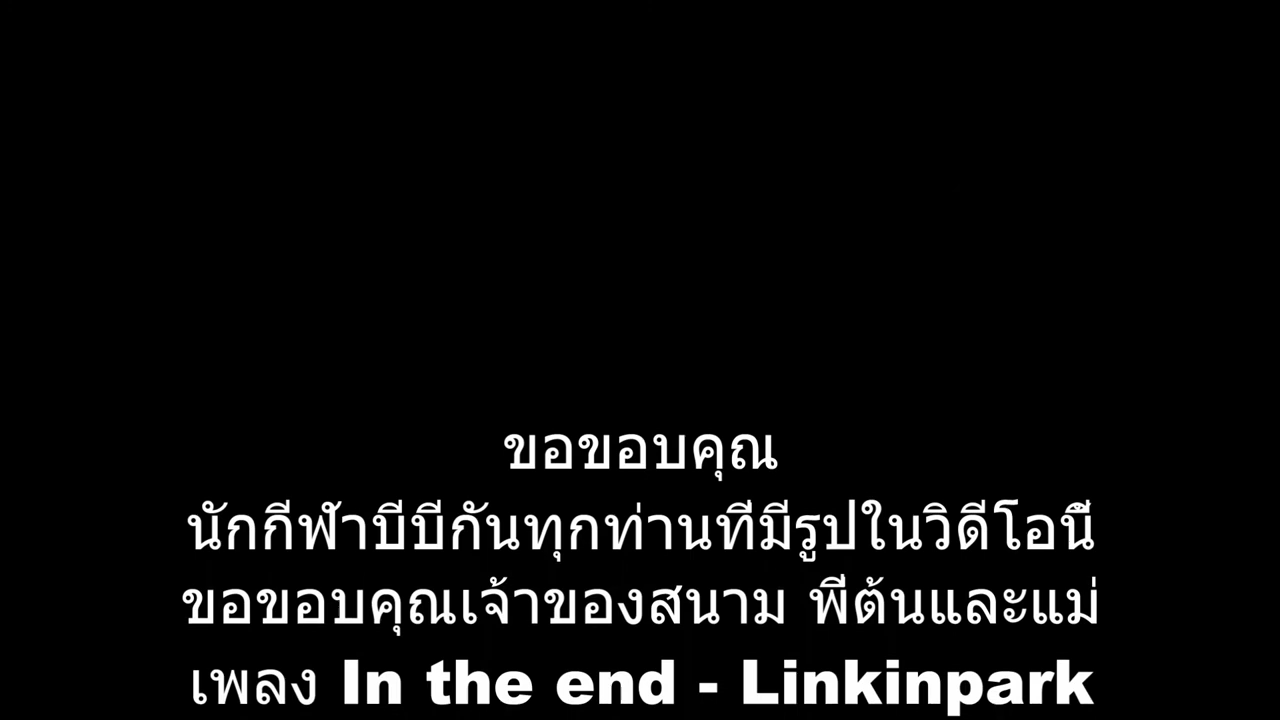 ขอขอบคุณ
นักกีฬาบีบีกันทุกท่านที่มีรูปในวิดีโอนี้
ขอขอบคุณเจ้าของสนาม พี่ต้นและแม่
เพลง In the end - Linkinpark